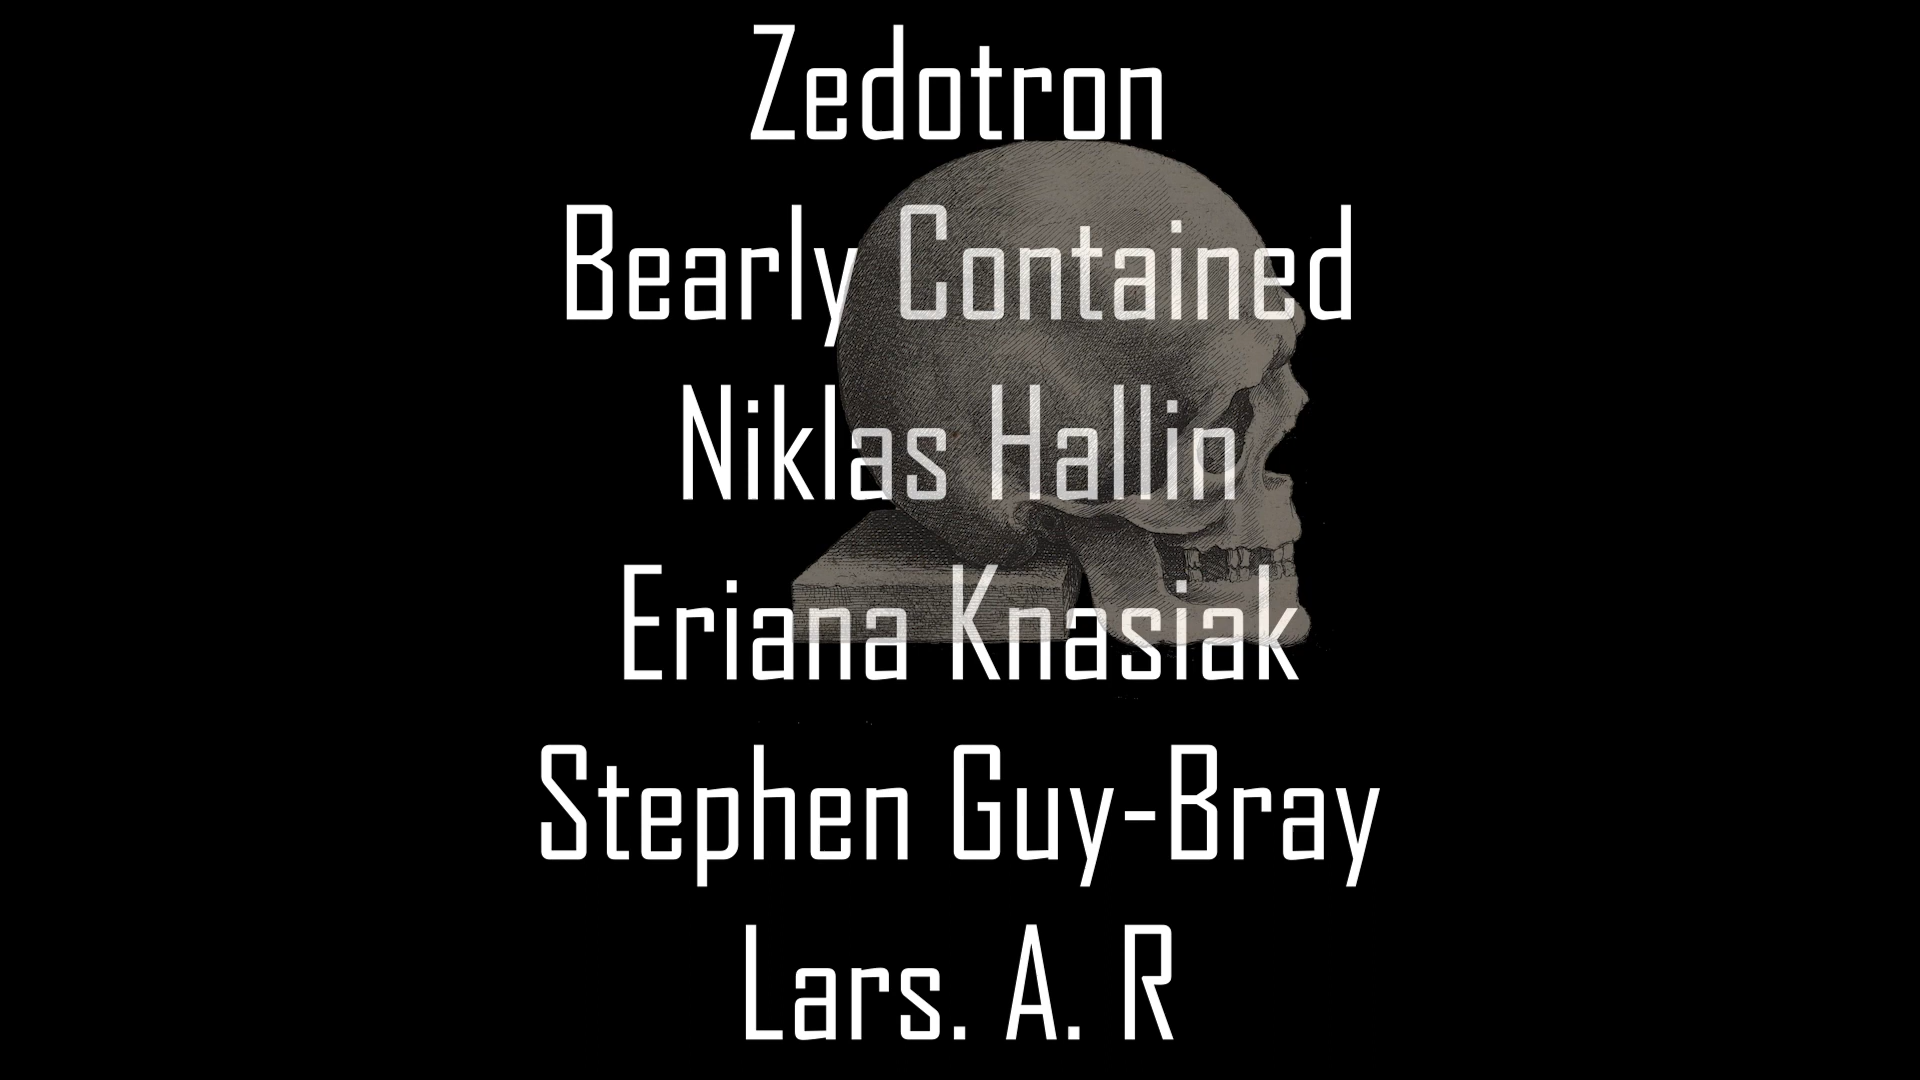 Zedotron
Bearly Contained
Niklas Hallin
Eriana Knasiak
Stephen Guy-Bray
Lars. A. R